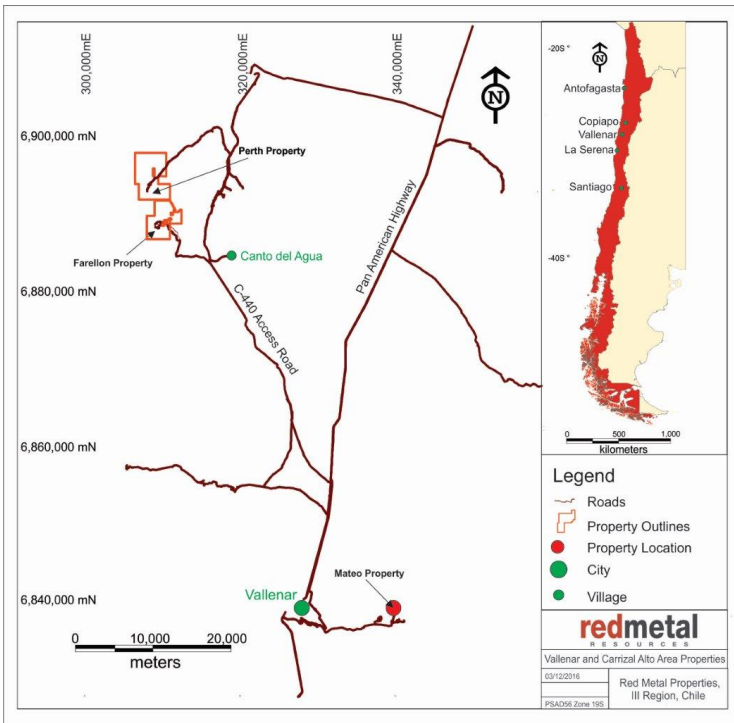 300,000mE
320,000mE
340,000mE
6,900,000 mN
6,880,000 mN
6,860,000 mN
6,840,000 mN
N
Perth Property
Farellon Property
Canto del Agua
C-440 Access Road
Pan American Highway
Vallenar
Mateo Property
0 10,000 20,000
meters
-20S °
N
Antofagasta
Copiapo
Vallenar
La Serena
Santiago
-40S °
0 500 1,000
kilometers
Legend
Roads
Property Outlines
Property Location
City
Village
redmetal
RESOURCES
Vallenar and Carrizal Alto Area Properties
03/12/2016
Red Metal Properties,
III Region, Chile
PSAD56 Zone 19S